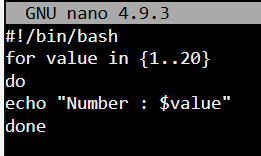 GNU nano 4.9.3
#!/bin/bash
for value in {1..20}
do
echo "Number : $value"
done